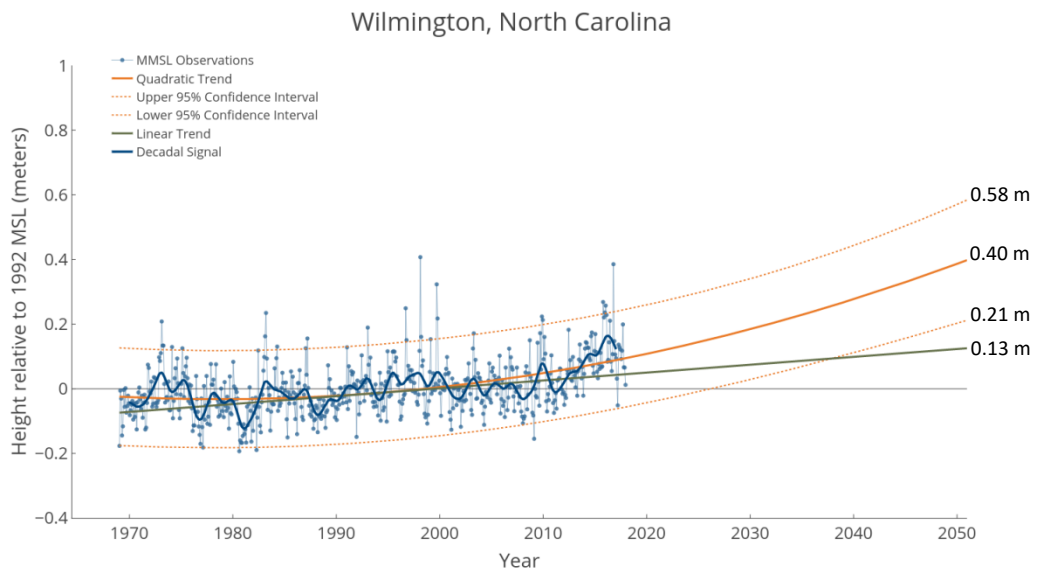 Wilmington, North Carolina
MMSL Observations
Quadratic Trend
Upper 95% Confidence Interval
Lower 95% Confidence Interval
Linear Trend
Decadal Signal
Height relative to 1992 MSL (meters)
1
0.8
0.6
0.4
0.2
0
−0.2
−0.4
0.58 m
0.40 m
0.21 m
0.13 m
1970
1980
1990
2000
2010
2020
2030
2040
2050
Year